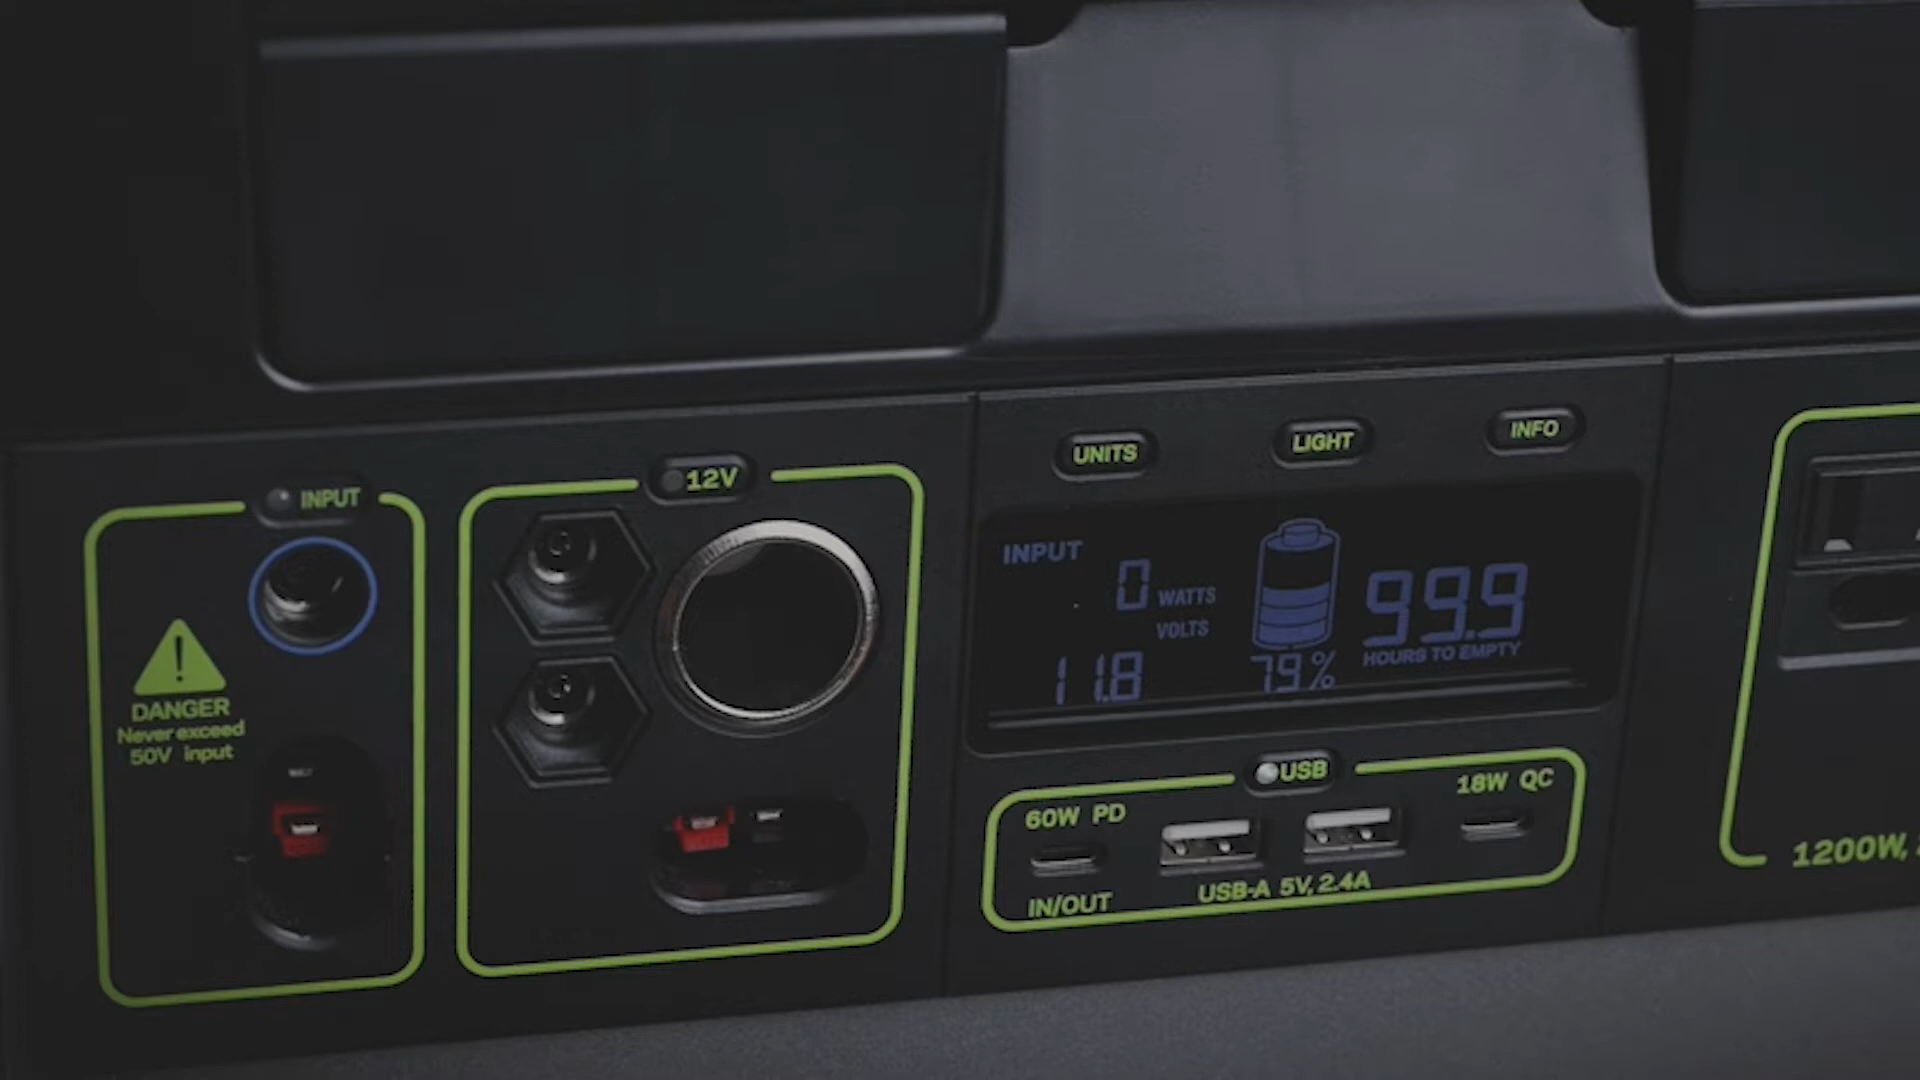 INPUT
DANGER
Never exceed
50V input
12V
UNITS
LIGHT
INFO
INPUT
0 WATTS
VOLTS
11.8
79%
99.9
HOURS TO EMPTY
USB
60W PD
18W QC
IN/OUT
USB-A 5V, 2.4A
1200W,